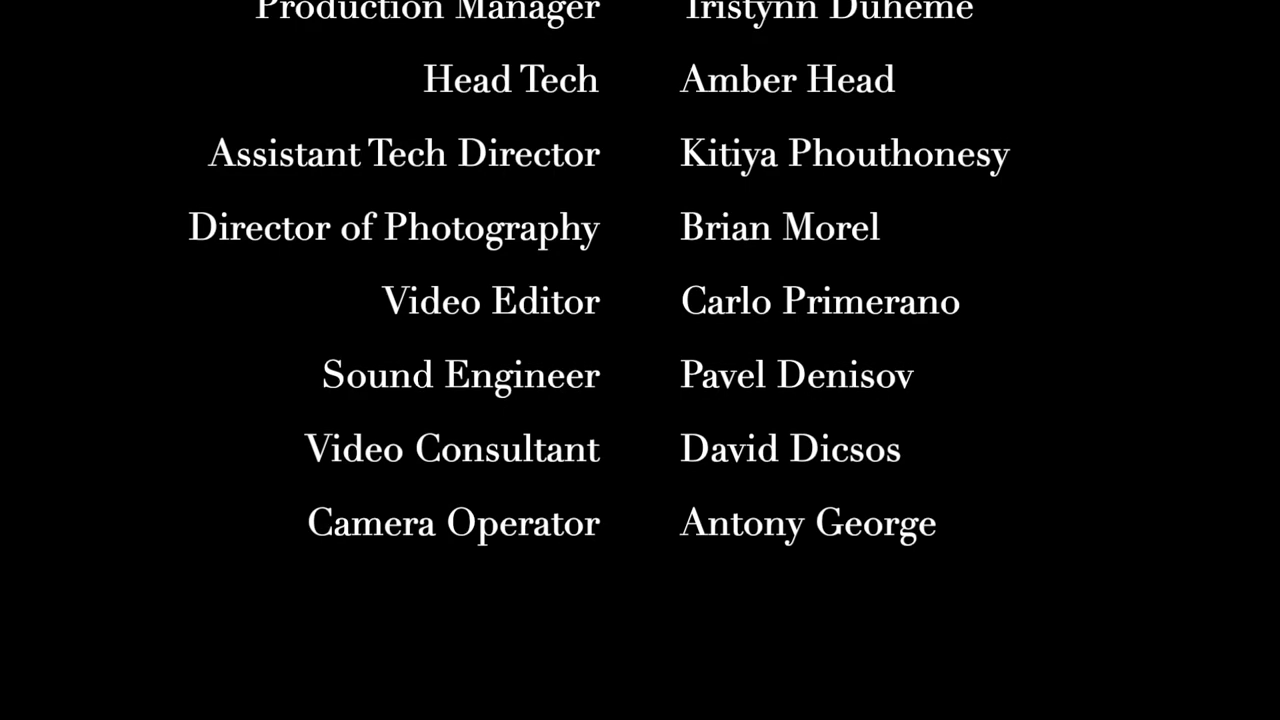 Production Manager Tristynn Duheme
Head Tech Amber Head
Assistant Tech Director Kitiya Phouthonesy
Director of Photography Brian Morel
Video Editor Carlo Primerano
Sound Engineer Pavel Denisov
Video Consultant David Dicsos
Camera Operator Antony George